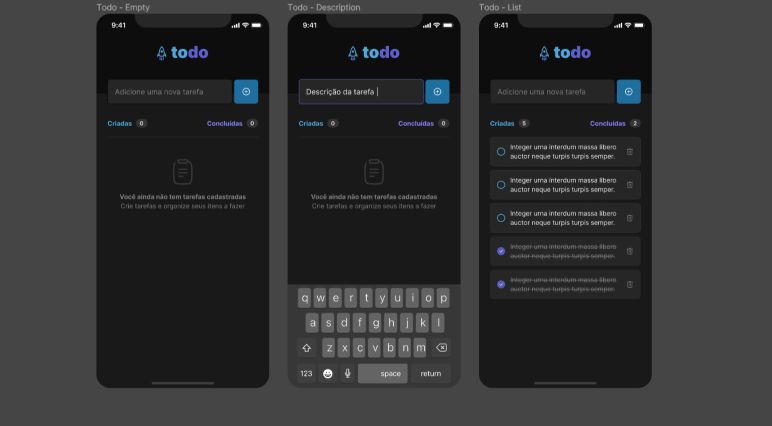 Todo - Empty
9:41
todo
Adicione uma nova tarefa
Criadas 0
Concluídas 0
Você ainda não tem tarefas cadastradas
Crie tarefas e organize seus itens a fazer
Todo - Description
9:41
todo
Descrição da tarefa
Criadas 0
Concluídas 0
Você ainda não tem tarefas cadastradas
Crie tarefas e organize seus itens a fazer
q w e r t y u i o p
a s d f g h j k l
z x c v b n m
123 space return
Todo - List
9:41
todo
Adicione uma nova tarefa
Criadas 5
Concluídas 2
Integer urna interdum massa libero
auctor neque turpis turpis semper.
Integer urna interdum massa libero
auctor neque turpis turpis semper.
Integer urna interdum massa libero
auctor neque turpis turpis semper.
Integer urna interdum massa libero
auctor neque turpis turpis semper.
Integer urna interdum massa libero
auctor neque turpis turpis semper.